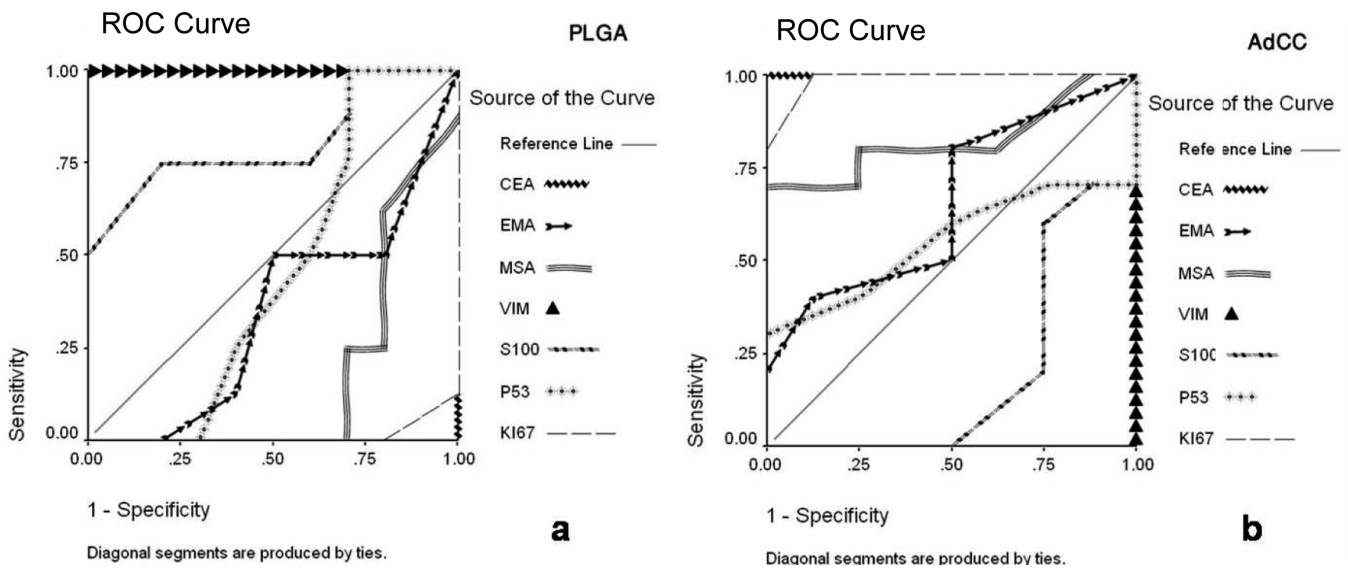 ROC Curve
PLGA
1.00
.75
.50
.25
0.00
Sensitivity
0.00 .25 .50 .75 1.00
1 - Specificity
Source of the Curve
Reference Line
CEA
EMA
MSA
VIM
S100
P53
KI67
a
Diagonal segments are produced by ties.
ROC Curve
AdCC
1.00
.75
.50
.25
0.00
Sensitivity
0.00 .25 .50 .75 1.00
1 - Specificity
Source of the Curve
Refe ence Line
CEA
EMA
MSA
VIM
S100
P53
KI67
b
Diagonal segments are produced by ties.